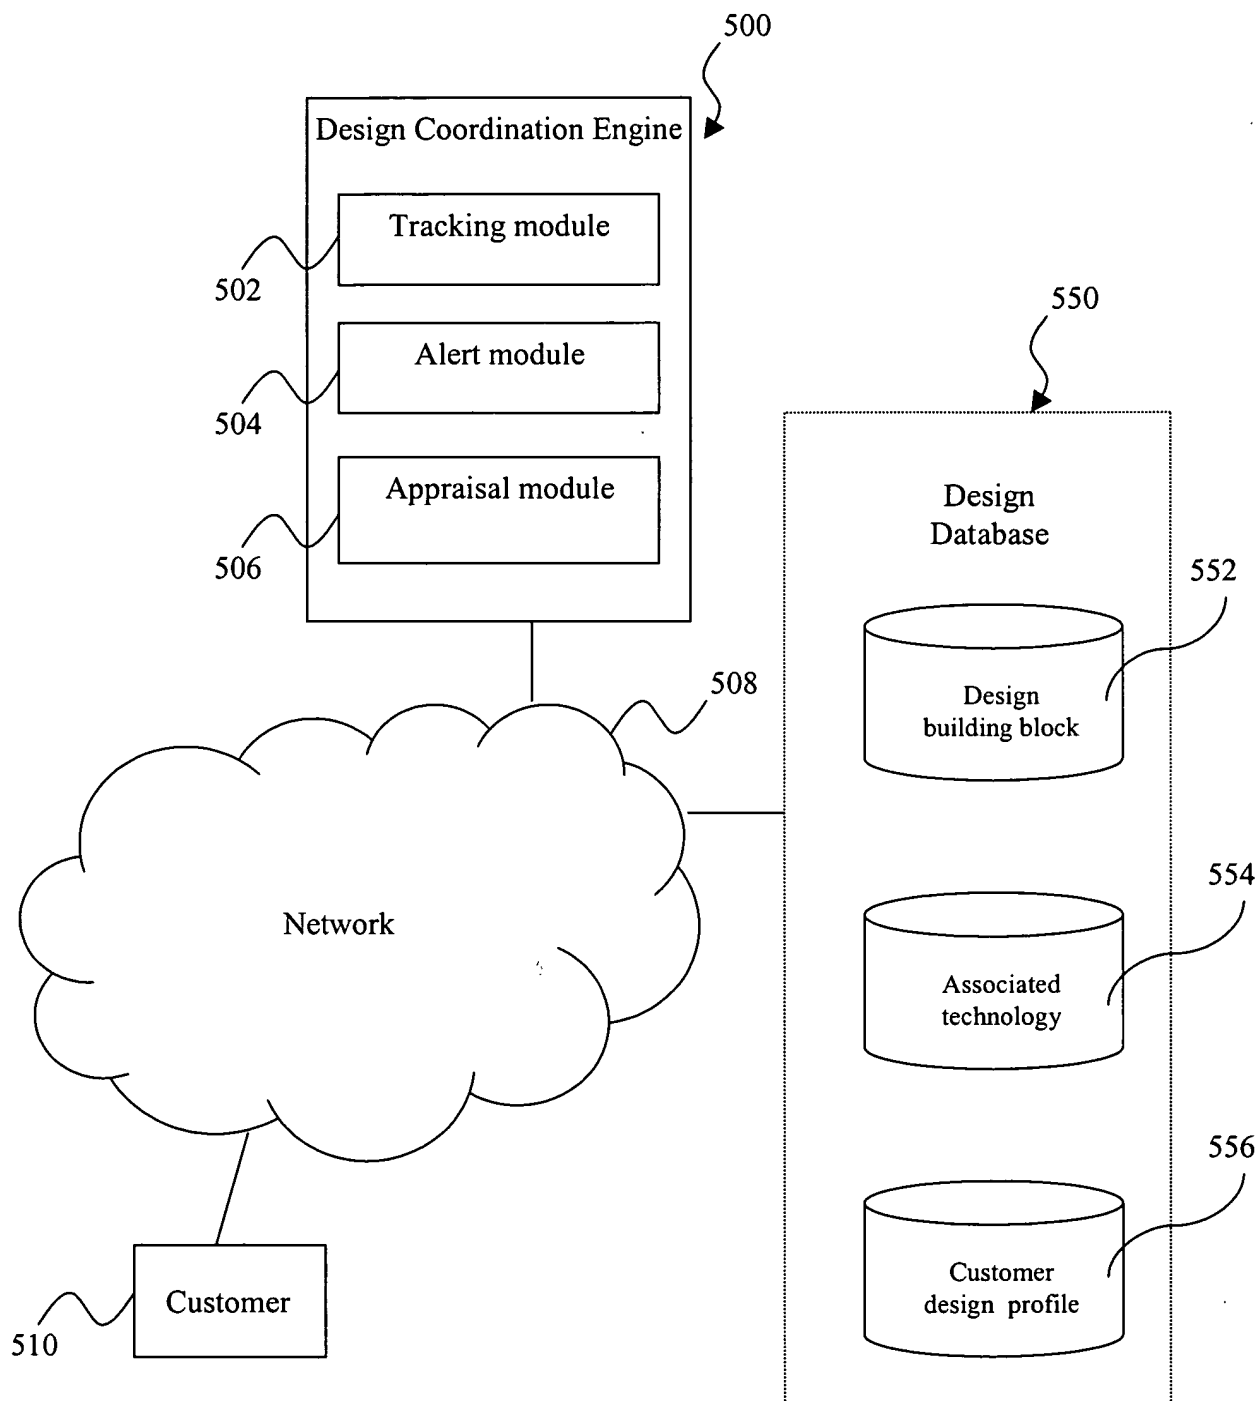 500
Design Coordination Engine
Tracking module
502
Alert module
504
Appraisal module
506
550
Design
Database
552
Design
building block
508
Network
554
Associated
technology
556
Customer
design profile
Customer
510